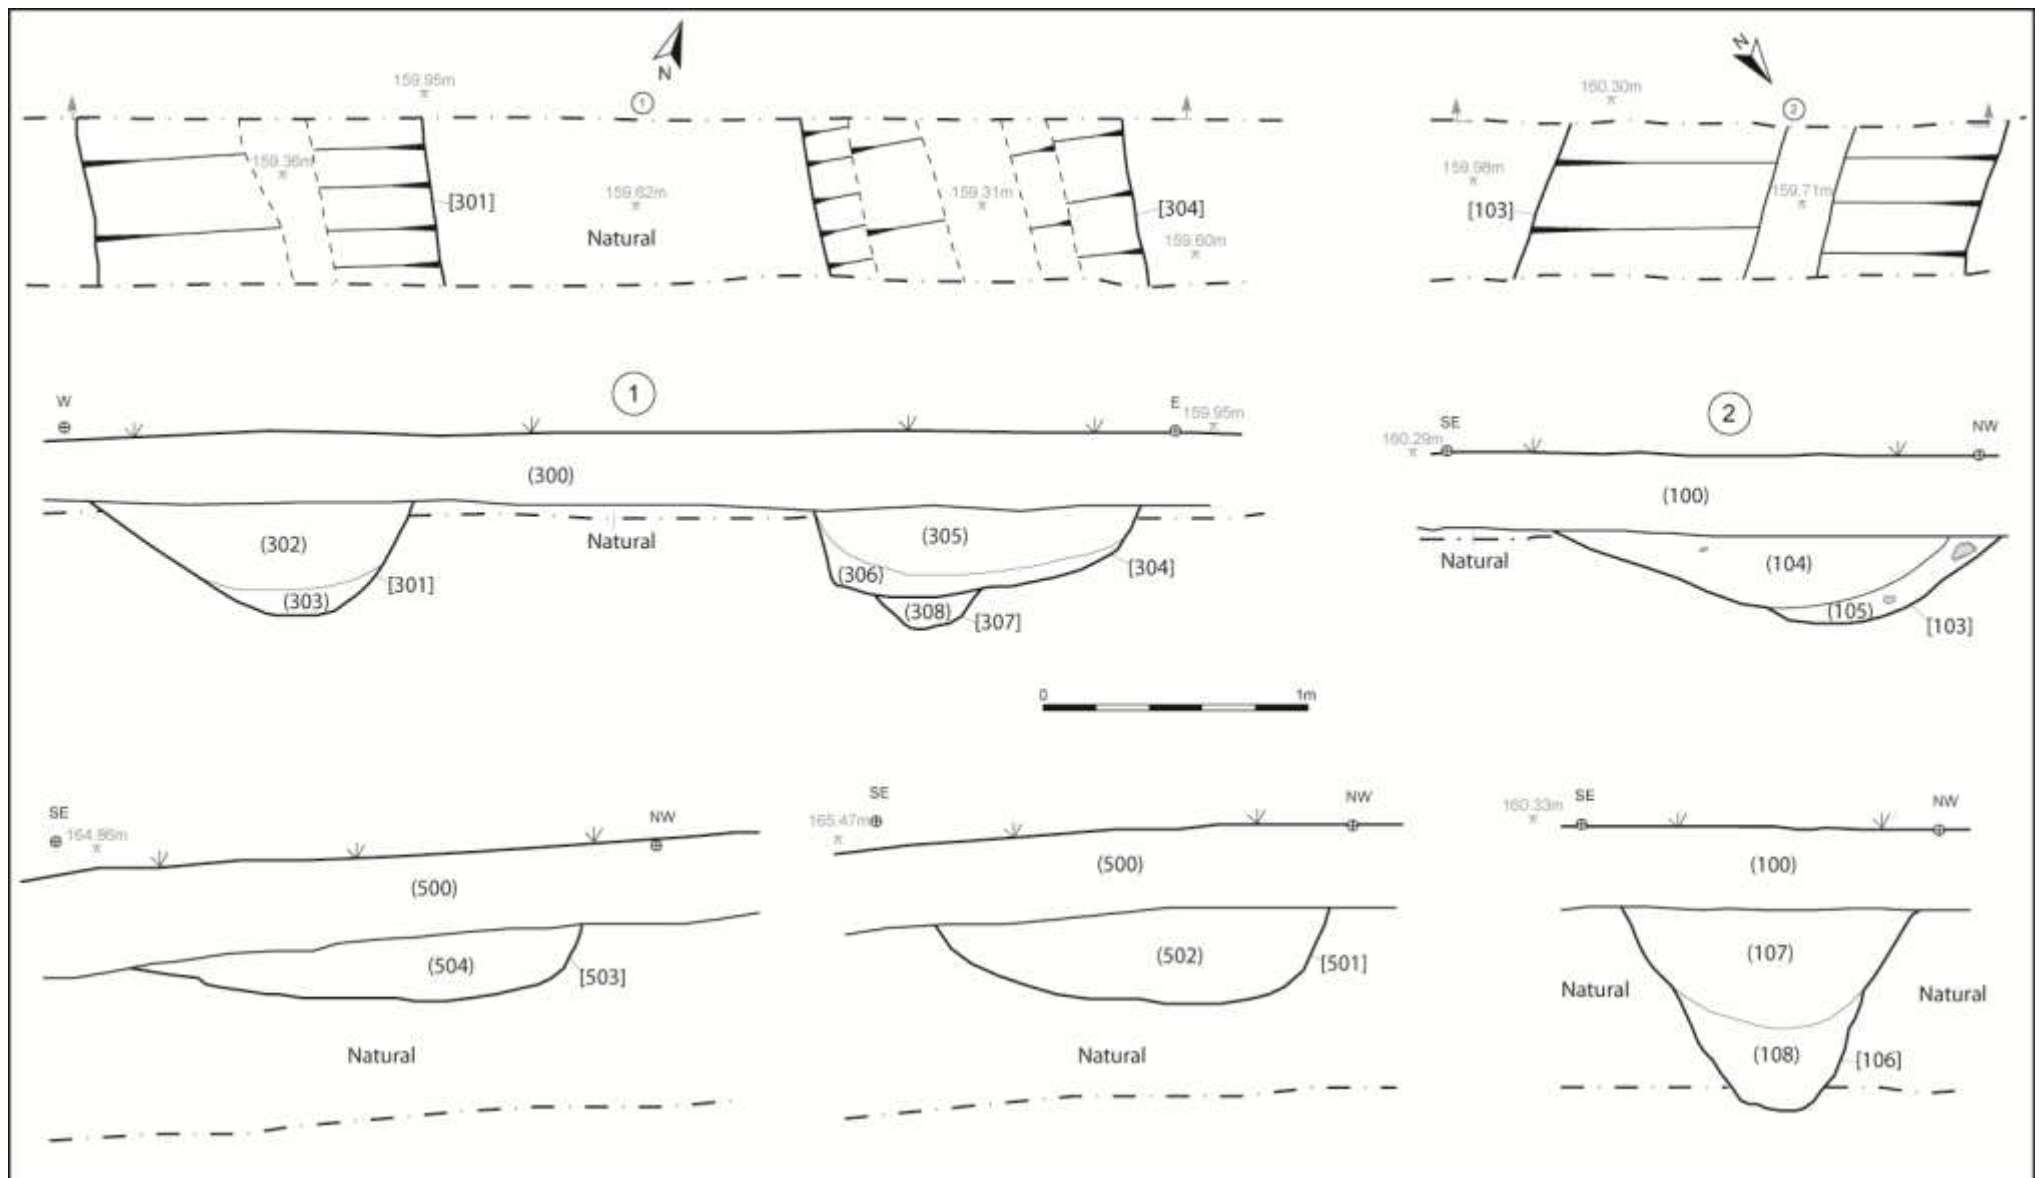 N
159.95m
1
159.36m
[301]
159.62m
Natural
159.31m
[304]
159.60m
N
160.30m
2
159.98m
[103]
159.71m
W
1
E
159.95m
(300)
(302)
[301]
(303)
Natural
(305)
(306)
[304]
(308)
[307]
2
SE
160.29m
NW
(100)
Natural
(104)
(105)
[103]
0
1m
SE
164.86m
NW
(500)
(504)
[503]
Natural
SE
165.47m
NW
(500)
(502)
[501]
Natural
160.33m
SE
NW
(100)
(107)
Natural
Natural
(108)
[106]